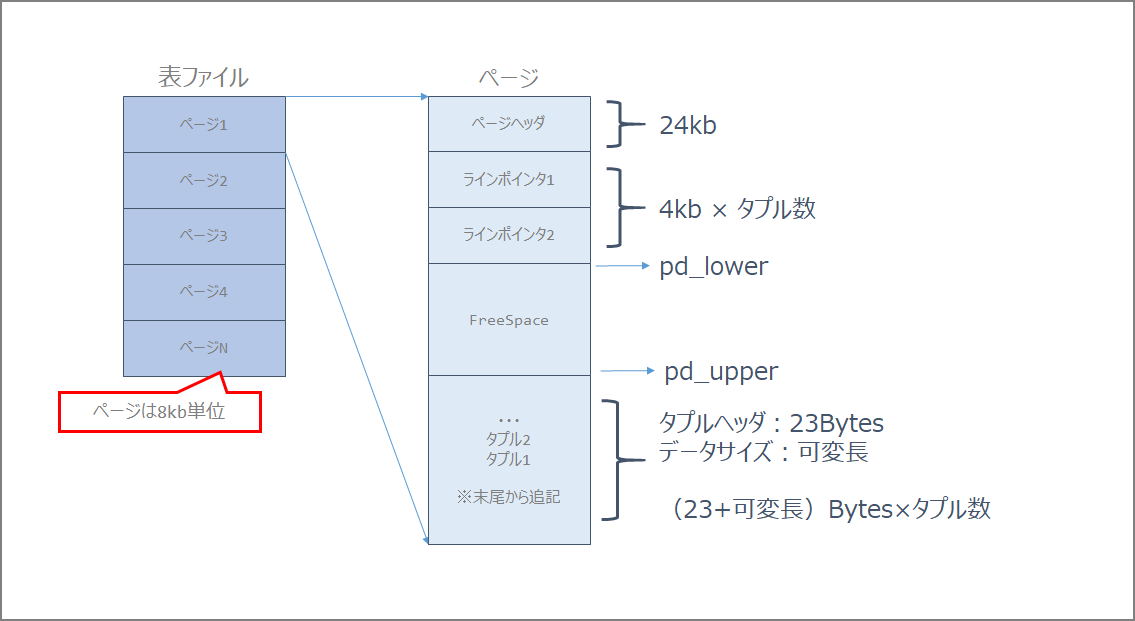 表ファイル
ページ1
ページ2
ページ3
ページ4
ページN
ページは8kb単位
ページ
ページヘッダ
ラインポインタ1
ラインポインタ2
FreeSpace
…
タプル2
タプル1
※末尾から追記
24kb
4kb × タプル数
pd_lower
pd_upper
タプルヘッダ：23Bytes
データサイズ：可変長
（23+可変長）Bytes×タプル数